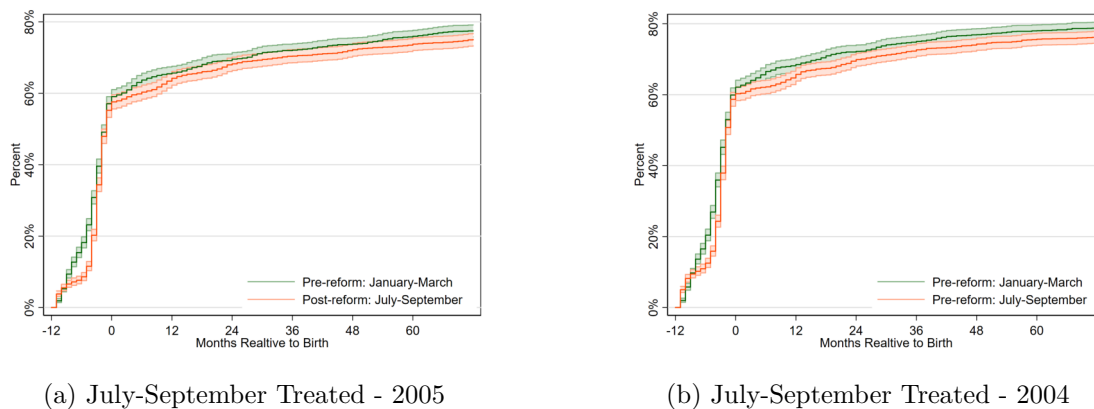 80%
60%
40%
20%
0%
Percent
-12 0 12 24 36 48 60
Months Realtive to Birth
Pre-reform: January-March
Post-reform: July-September
(a) July-September Treated - 2005
80%
60%
40%
20%
0%
Percent
-12 0 12 24 36 48 60
Months Realtive to Birth
Pre-reform: January-March
Pre-reform: July-September
(b) July-September Treated - 2004